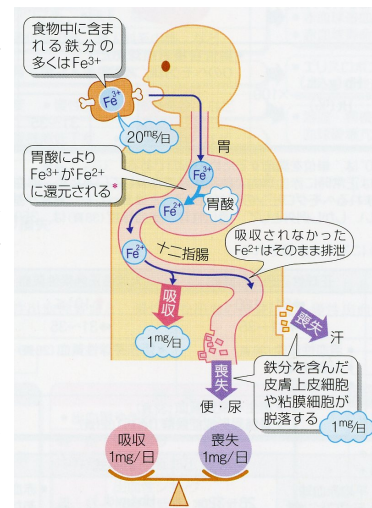 食物中に含ま
れる鉄分の
多くはFe³⁺
Fe³⁺
20mg/日
胃
胃酸により
Fe³⁺がFe²⁺
に還元される*
Fe³⁺
Fe²⁺
胃酸
Fe²⁺
十二指腸
吸収されなかった
Fe²⁺はそのまま排泄
吸収
1mg/日
喪失
汗
喪失
便・尿
鉄分を含んだ
皮膚上皮細胞
や粘膜細胞が
脱落する
1mg/日
吸収
1mg/日
喪失
1mg/日